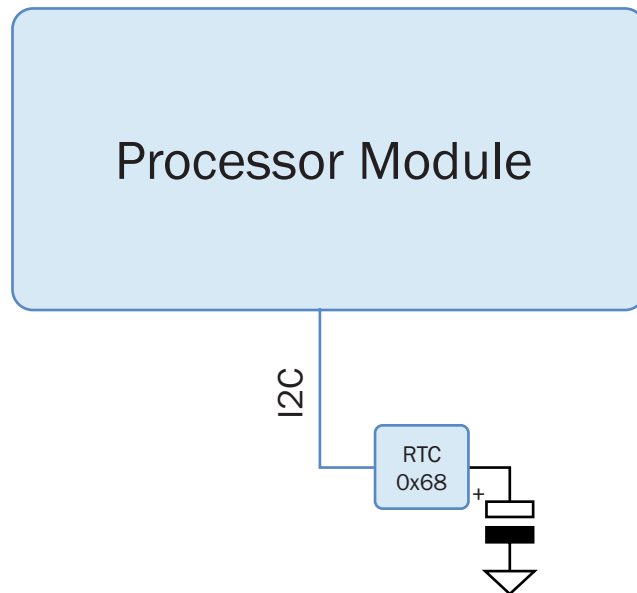 Processor Module
I2C
RTC
0x68
+